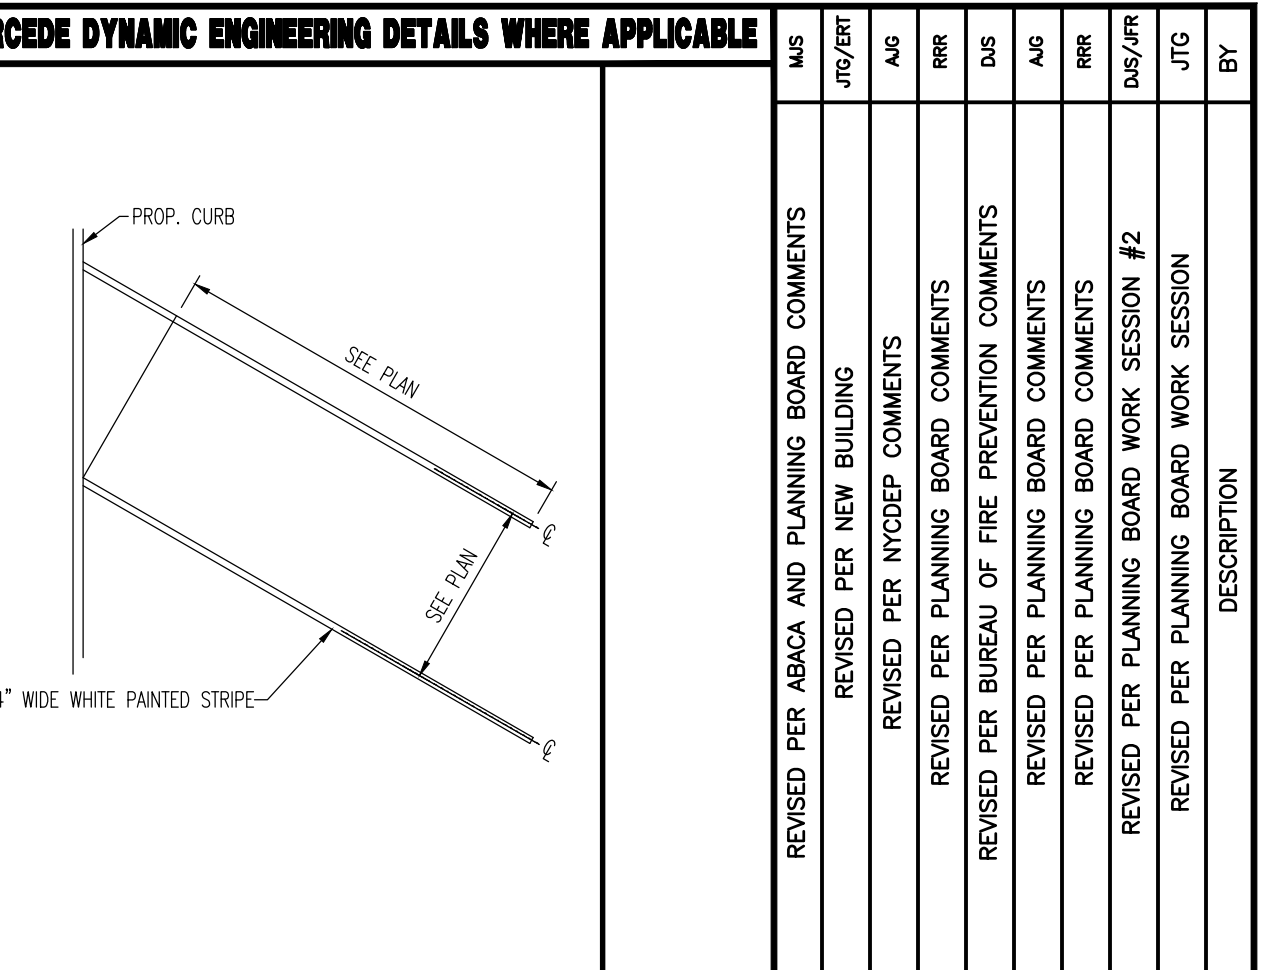 DYNAMIC ENGINEERING DETAILS WHERE APPLICABLE
PROP. CURB
SEE PLAN
SEE PLAN
℄
℄
4" WIDE WHITE PAINTED STRIPE
MJS
REVISED PER ABACA AND PLANNING BOARD COMMENTS
JTG/ERT
REVISED PER NEW BUILDING
AJG
REVISED PER NYCDEP COMMENTS
RRR
REVISED PER PLANNING BOARD COMMENTS
DJS
REVISED PER BUREAU OF FIRE PREVENTION COMMENTS
AJG
REVISED PER PLANNING BOARD COMMENTS
RRR
REVISED PER PLANNING BOARD COMMENTS
DJS/JFR
REVISED PER PLANNING BOARD WORK SESSION #2
JTG
REVISED PER PLANNING BOARD WORK SESSION
BY
DESCRIPTION